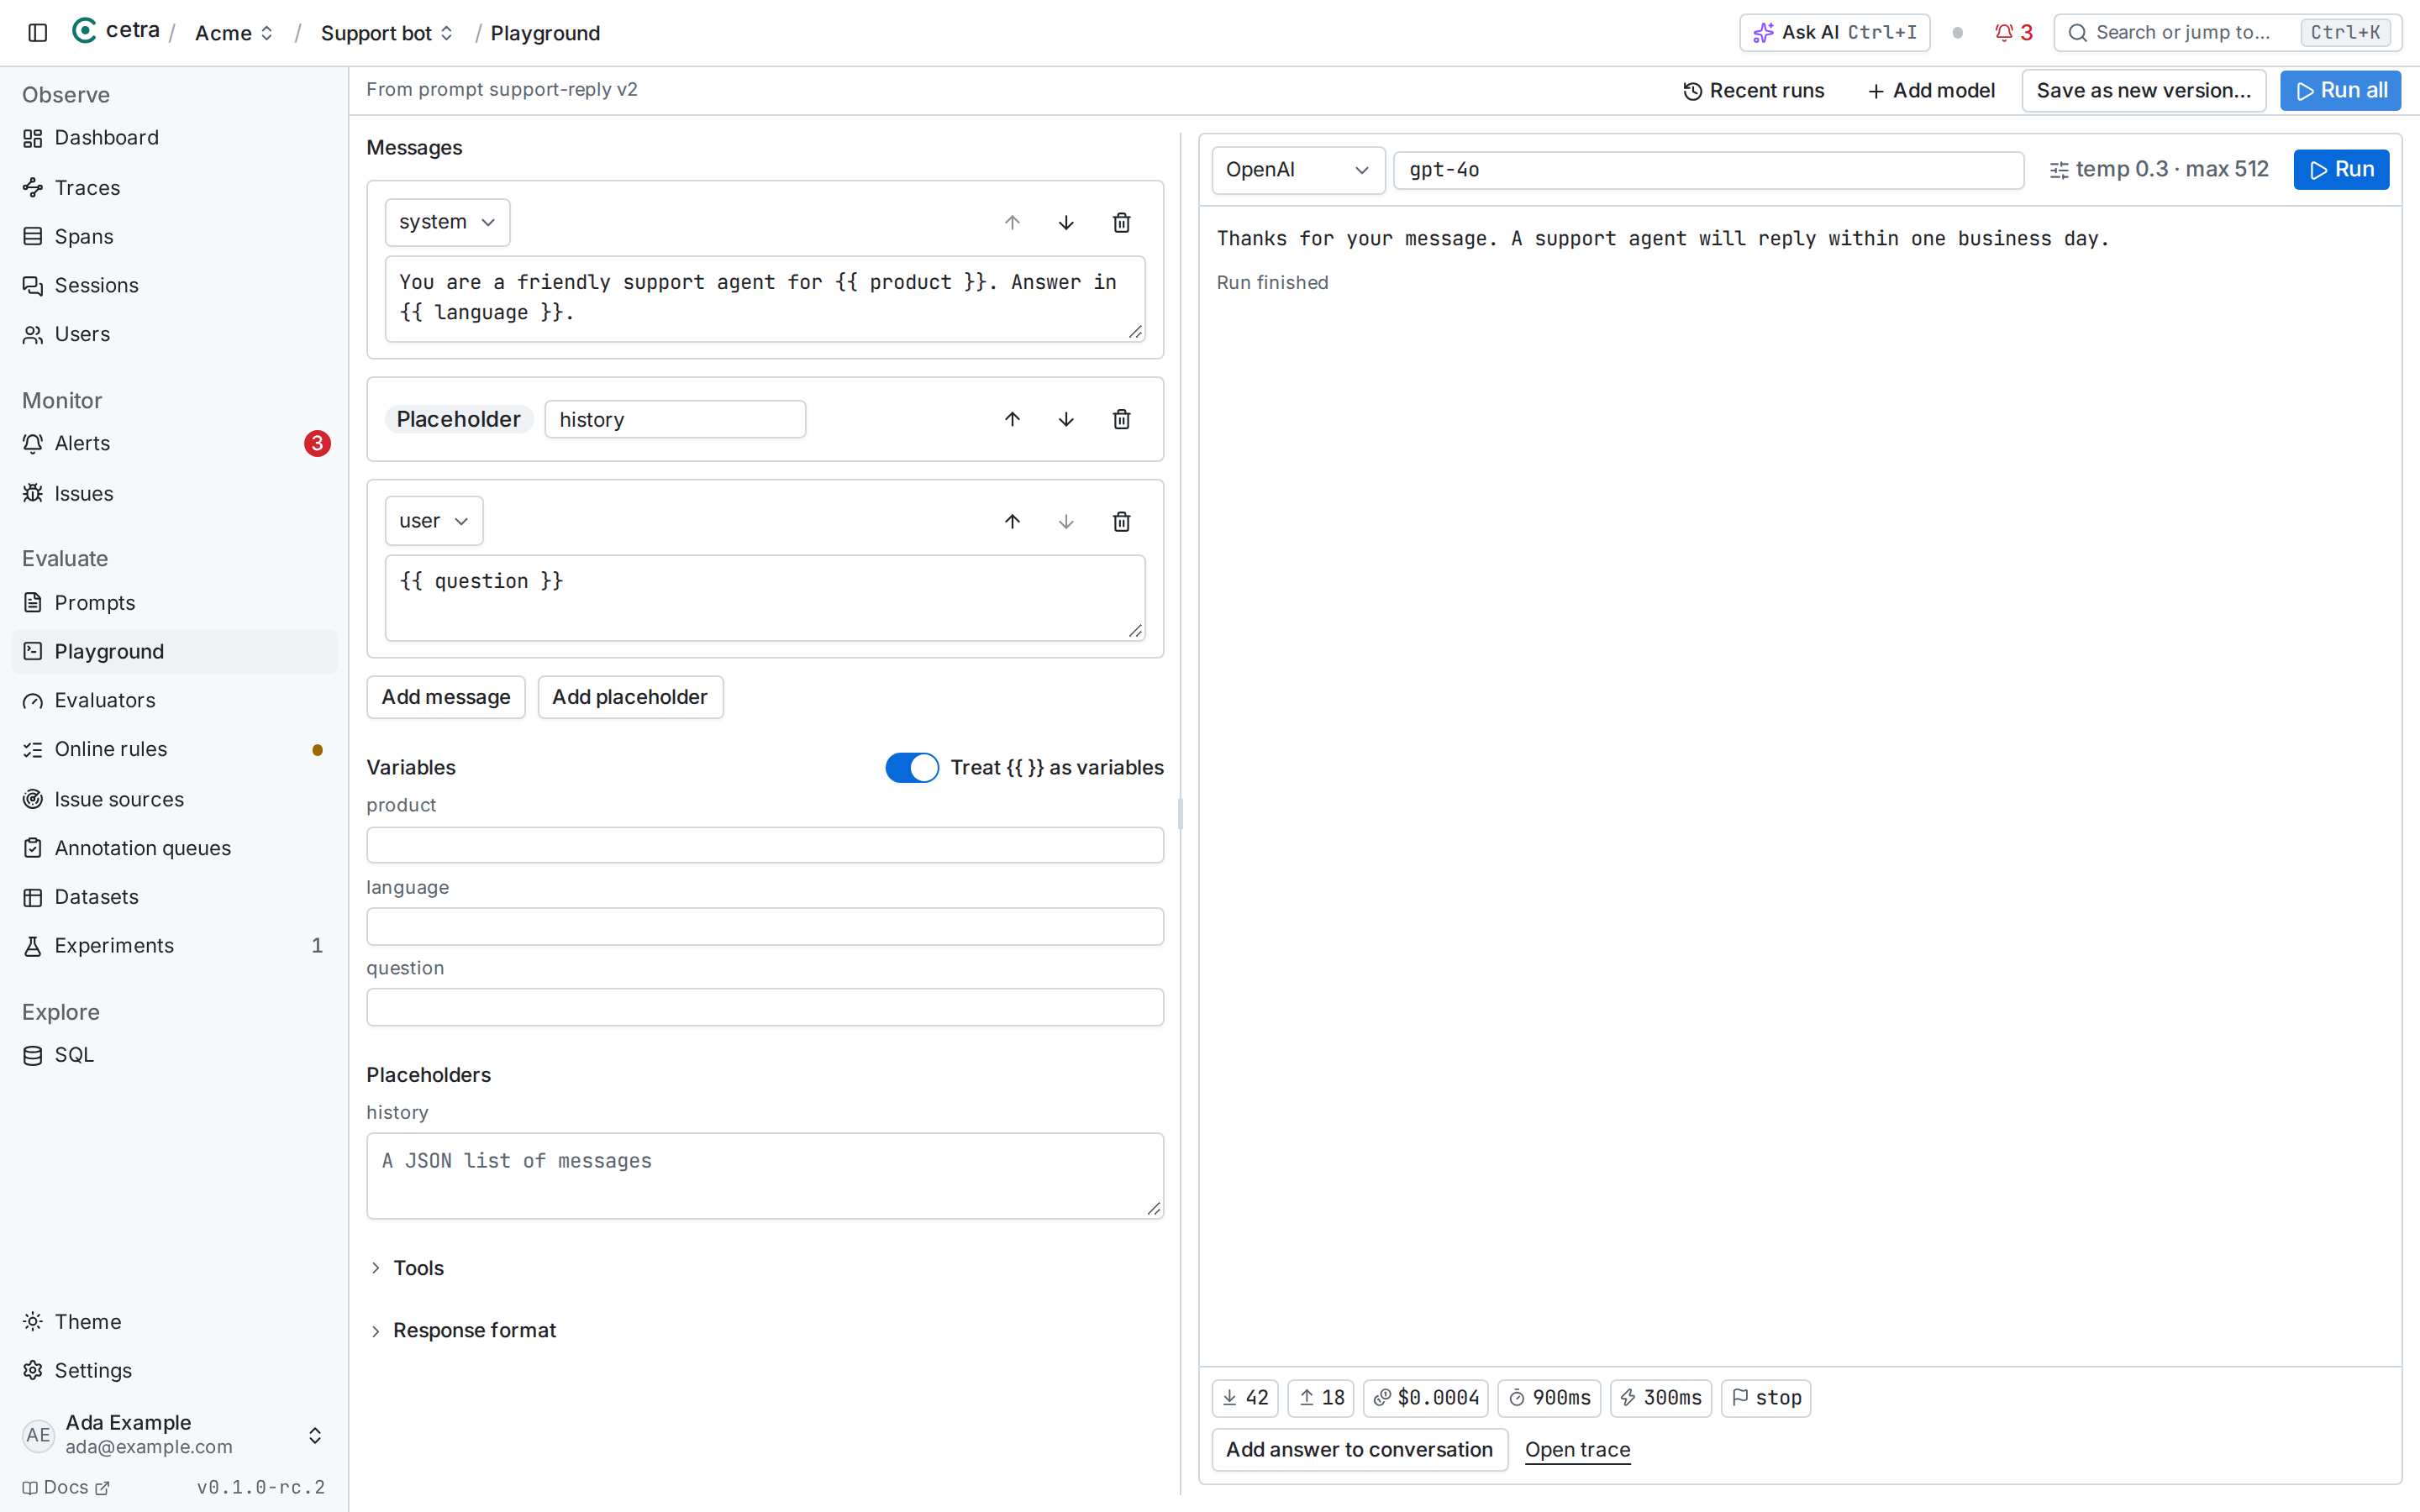 cetra / Acme / Support bot / Playground
Ask AI Ctrl+I
3
Search or jump to... Ctrl+K
Observe
Dashboard
Traces
Spans
Sessions
Users
Monitor
Alerts 3
Issues
Evaluate
Prompts
Playground
Evaluators
Online rules
Issue sources
Annotation queues
Datasets
Experiments 1
Explore
SQL
Theme
Settings
AE Ada Example
ada@example.com
Docs v0.1.0-rc.2
From prompt support-reply v2
Recent runs
Add model
Save as new version...
Run all
Messages
system
You are a friendly support agent for {{ product }}. Answer in
{{ language }}.
Placeholder history
user
{{ question }}
Add message Add placeholder
Variables Treat {{ }} as variables
product
language
question
Placeholders
history
A JSON list of messages
Tools
Response format
OpenAI gpt-4o temp 0.3 · max 512 Run
Thanks for your message. A support agent will reply within one business day.
Run finished
42 18 $0.0004 900ms 300ms stop
Add answer to conversation Open trace